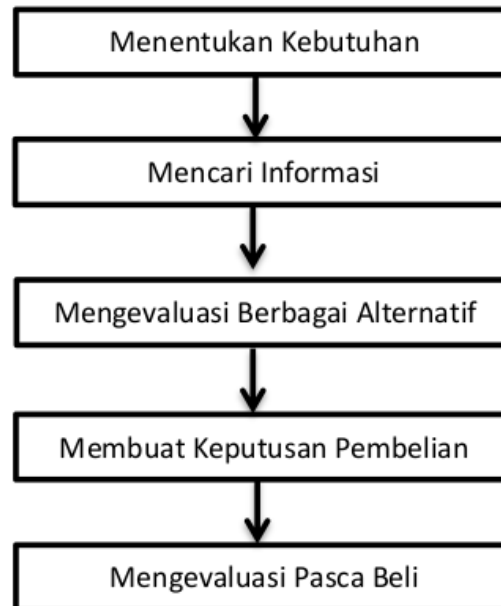 Menentukan Kebutuhan
Mencari Informasi
Mengevaluasi Berbagai Alternatif
Membuat Keputusan Pembelian
Mengevaluasi Pasca Beli